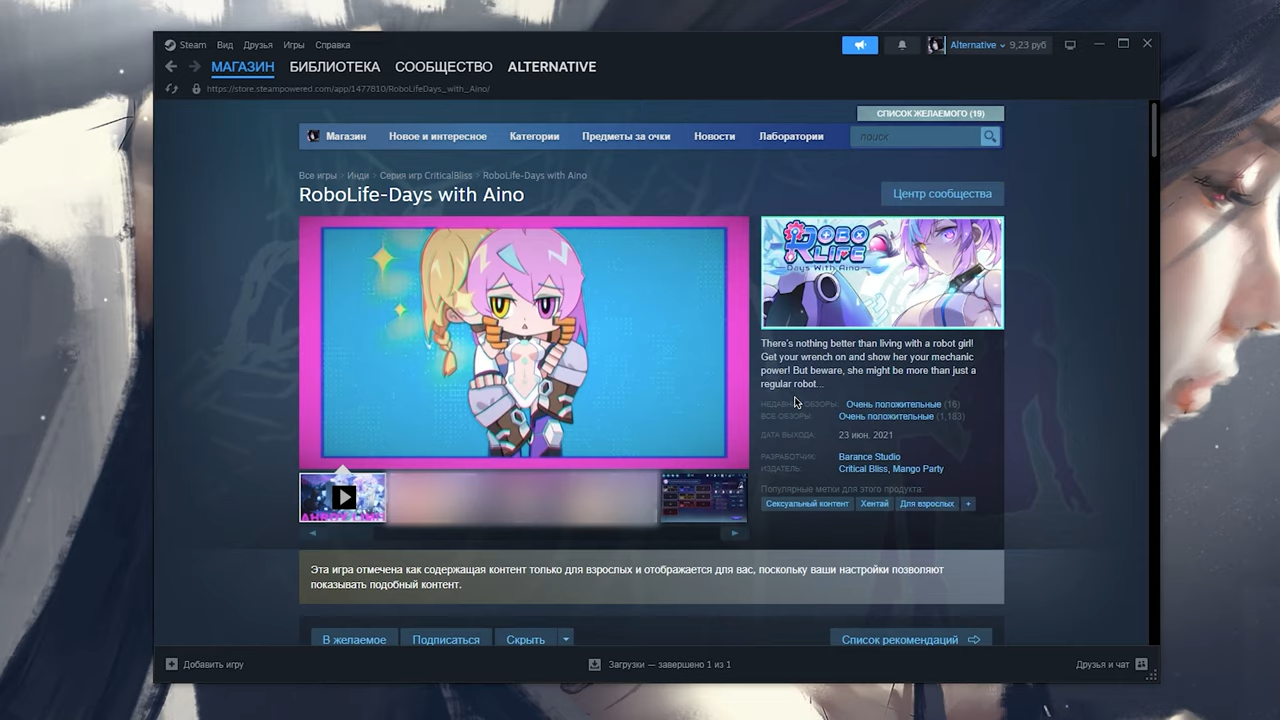 Steam Вид Друзья Игры Справка
Alternative 9,23 руб
МАГАЗИН БИБЛИОТЕКА СООБЩЕСТВО ALTERNATIVE
https://store.steampowered.com/app/1477810/RoboLifeDays_with_Aino/
СПИСОК ЖЕЛАЕМОГО (19)
Магазин Новое и интересное Категории Предметы за очки Новости Лаборатории поиск
Все игры > Инди > Серия игр CriticalBliss > RoboLife-Days with Aino
RoboLife-Days with Aino
Центр сообщества
ROBO
LIFE
Days With Aino
There's nothing better than living with a robot girl!
Get your wrench on and show her your mechanic
power! But beware, she might be more than just a
regular robot...
НЕДАВНИЕ ОБЗОРЫ: Очень положительные (16)
ВСЕ ОБЗОРЫ: Очень положительные (1,183)
ДАТА ВЫХОДА: 23 июн. 2021
РАЗРАБОТЧИК: Barance Studio
ИЗДАТЕЛЬ: Critical Bliss, Mango Party
Популярные метки для этого продукта:
Сексуальный контент Хентай Для взрослых +
Эта игра отмечена как содержащая контент только для взрослых и отображается для вас, поскольку ваши настройки позволяют
показывать подобный контент.
В желаемое Подписаться Скрыть Список рекомендаций
Добавить игру Загрузки — завершено 1 из 1 Друзья и чат